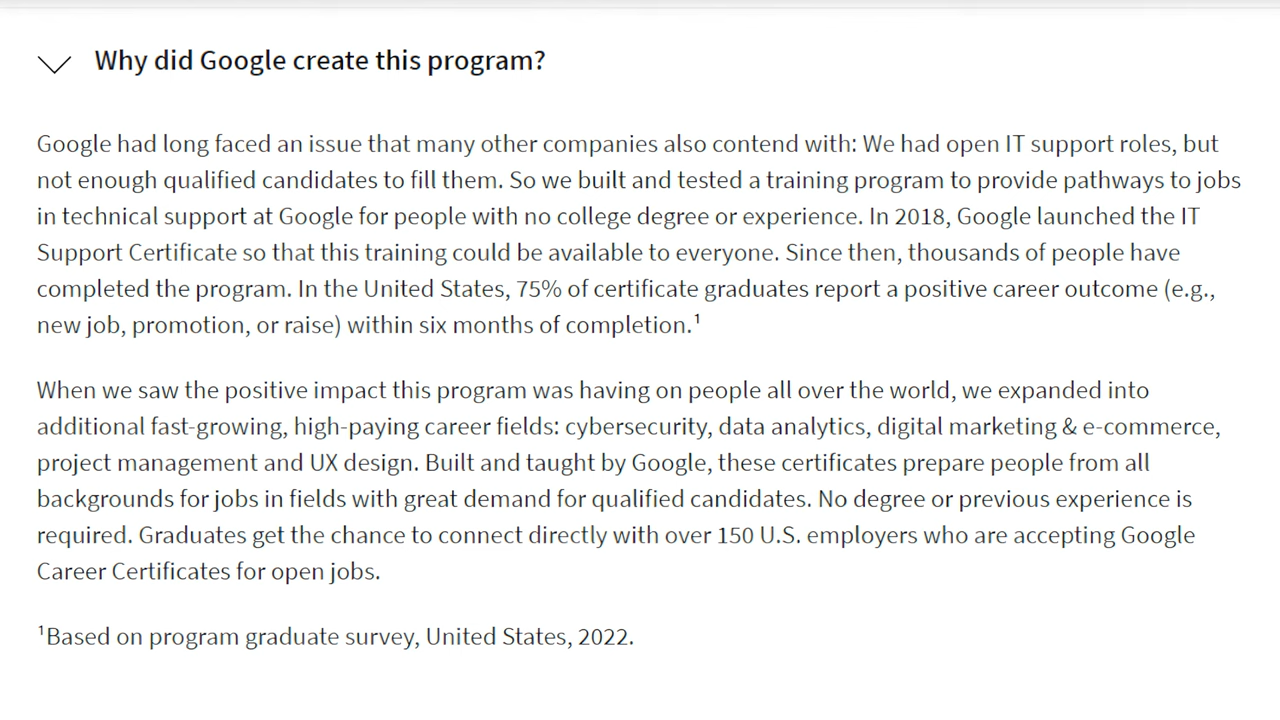 Why did Google create this program?
Google had long faced an issue that many other companies also contend with: We had open IT support roles, but
not enough qualified candidates to fill them. So we built and tested a training program to provide pathways to jobs
in technical support at Google for people with no college degree or experience. In 2018, Google launched the IT
Support Certificate so that this training could be available to everyone. Since then, thousands of people have
completed the program. In the United States, 75% of certificate graduates report a positive career outcome (e.g.,
new job, promotion, or raise) within six months of completion.¹
When we saw the positive impact this program was having on people all over the world, we expanded into
additional fast-growing, high-paying career fields: cybersecurity, data analytics, digital marketing & e-commerce,
project management and UX design. Built and taught by Google, these certificates prepare people from all
backgrounds for jobs in fields with great demand for qualified candidates. No degree or previous experience is
required. Graduates get the chance to connect directly with over 150 U.S. employers who are accepting Google
Career Certificates for open jobs.
¹Based on program graduate survey, United States, 2022.